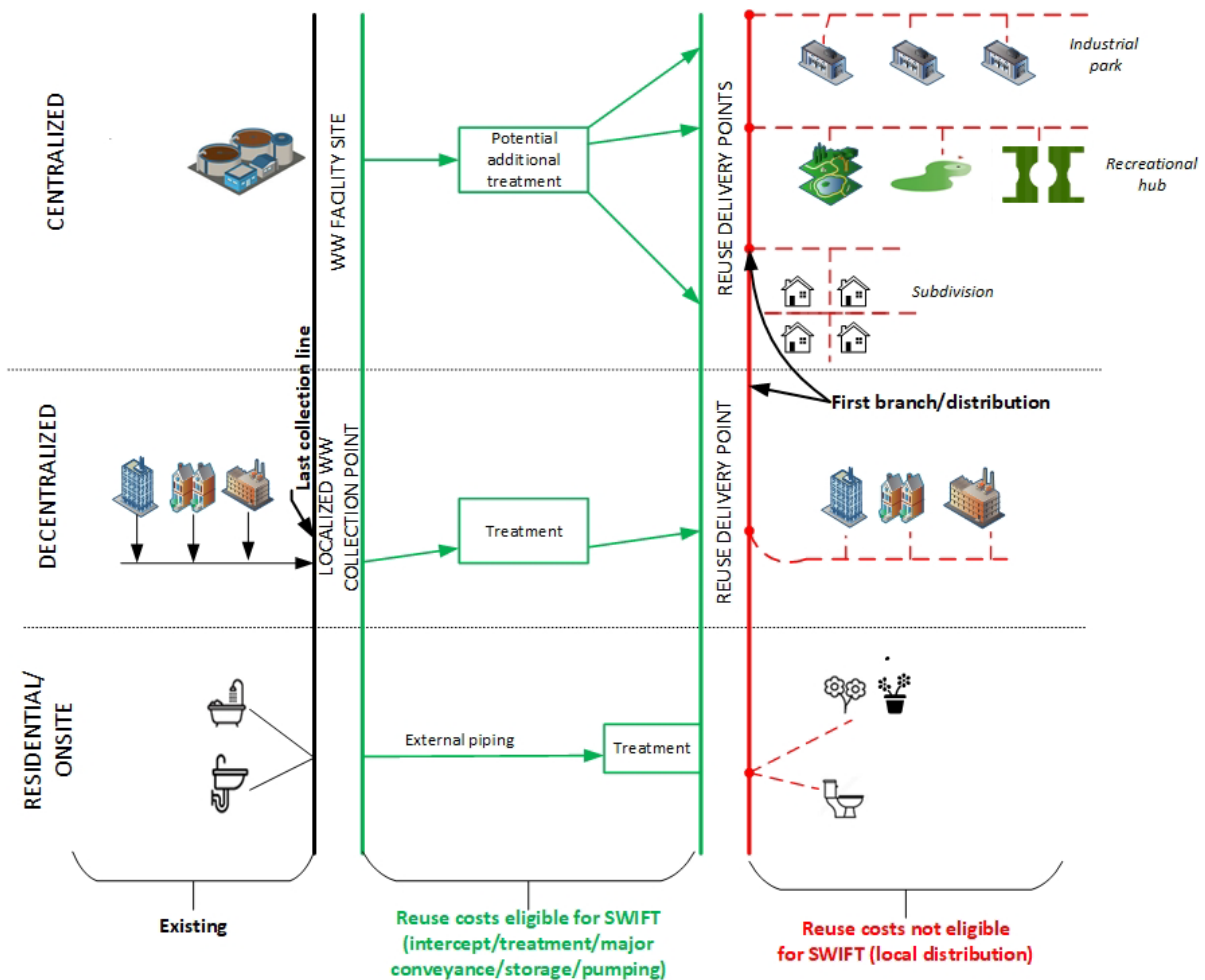 CENTRALIZED
WW FACILITY SITE
Potential
additional
treatment
REUSE DELIVERY POINTS
Industrial
park
Recreational
hub
Subdivision
Last collection line
First branch/distribution
DECENTRALIZED
LOCALIZED WW
COLLECTION POINT
Treatment
REUSE DELIVERY POINT
RESIDENTIAL/
ONSITE
External piping
Treatment
Existing
Reuse costs eligible for SWIFT
(intercept/treatment/major
conveyance/storage/pumping)
Reuse costs not eligible
for SWIFT (local distribution)